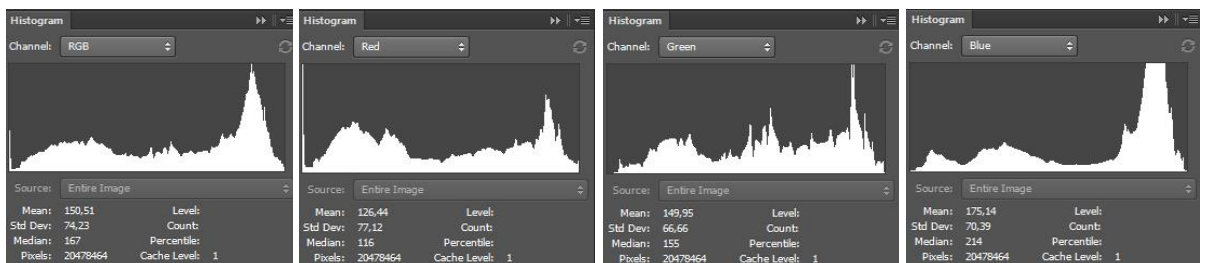 Histogram
Channel: RGB
Source: Entire Image
Mean: 150,51 Level:
Std Dev: 74,23 Count:
Median: 167 Percentile:
Pixels: 20478464 Cache Level: 1
Histogram
Channel: Red
Source: Entire Image
Mean: 126,44 Level:
Std Dev: 77,12 Count:
Median: 116 Percentile:
Pixels: 20478464 Cache Level: 1
Histogram
Channel: Green
Source: Entire Image
Mean: 149,95 Level:
Std Dev: 66,66 Count:
Median: 155 Percentile:
Pixels: 20478464 Cache Level: 1
Histogram
Channel: Blue
Source: Entire Image
Mean: 175,14 Level:
Std Dev: 70,39 Count:
Median: 214 Percentile:
Pixels: 20478464 Cache Level: 1